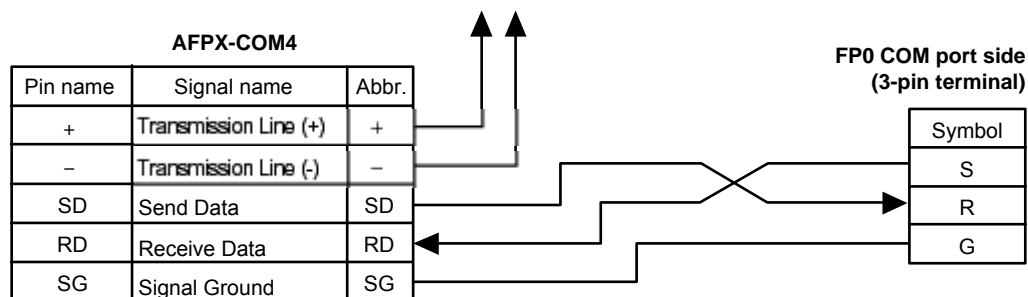 AFPX-COM4
Pin name Signal name Abbr.
+ Transmission Line (+) +
− Transmission Line (-) −
SD Send Data SD
RD Receive Data RD
SG Signal Ground SG
FP0 COM port side
(3-pin terminal)
Symbol
S
R
G